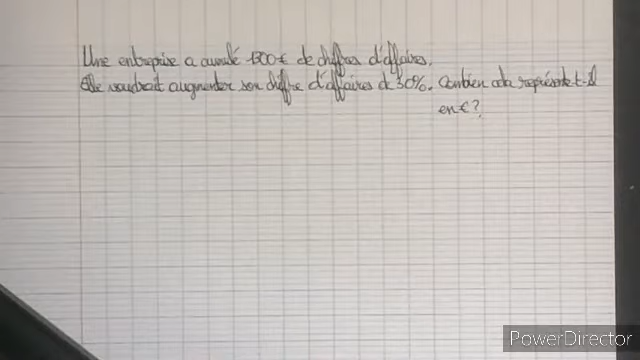 Une entreprise a cumulé 1300€ de chiffres d'affaires.
Elle voudrait augmenter son chiffre d'affaires de 30%. Combien cela représente-t-il
en €?
PowerDirector